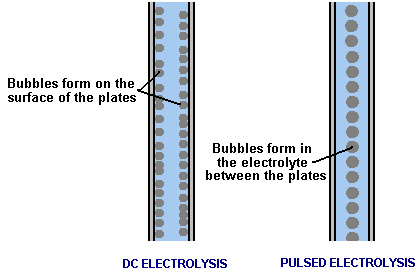 Bubbles form on the
surface of the plates
Bubbles form in
the electrolyte
between the plates
DC ELECTROLYSIS
PULSED ELECTROLYSIS